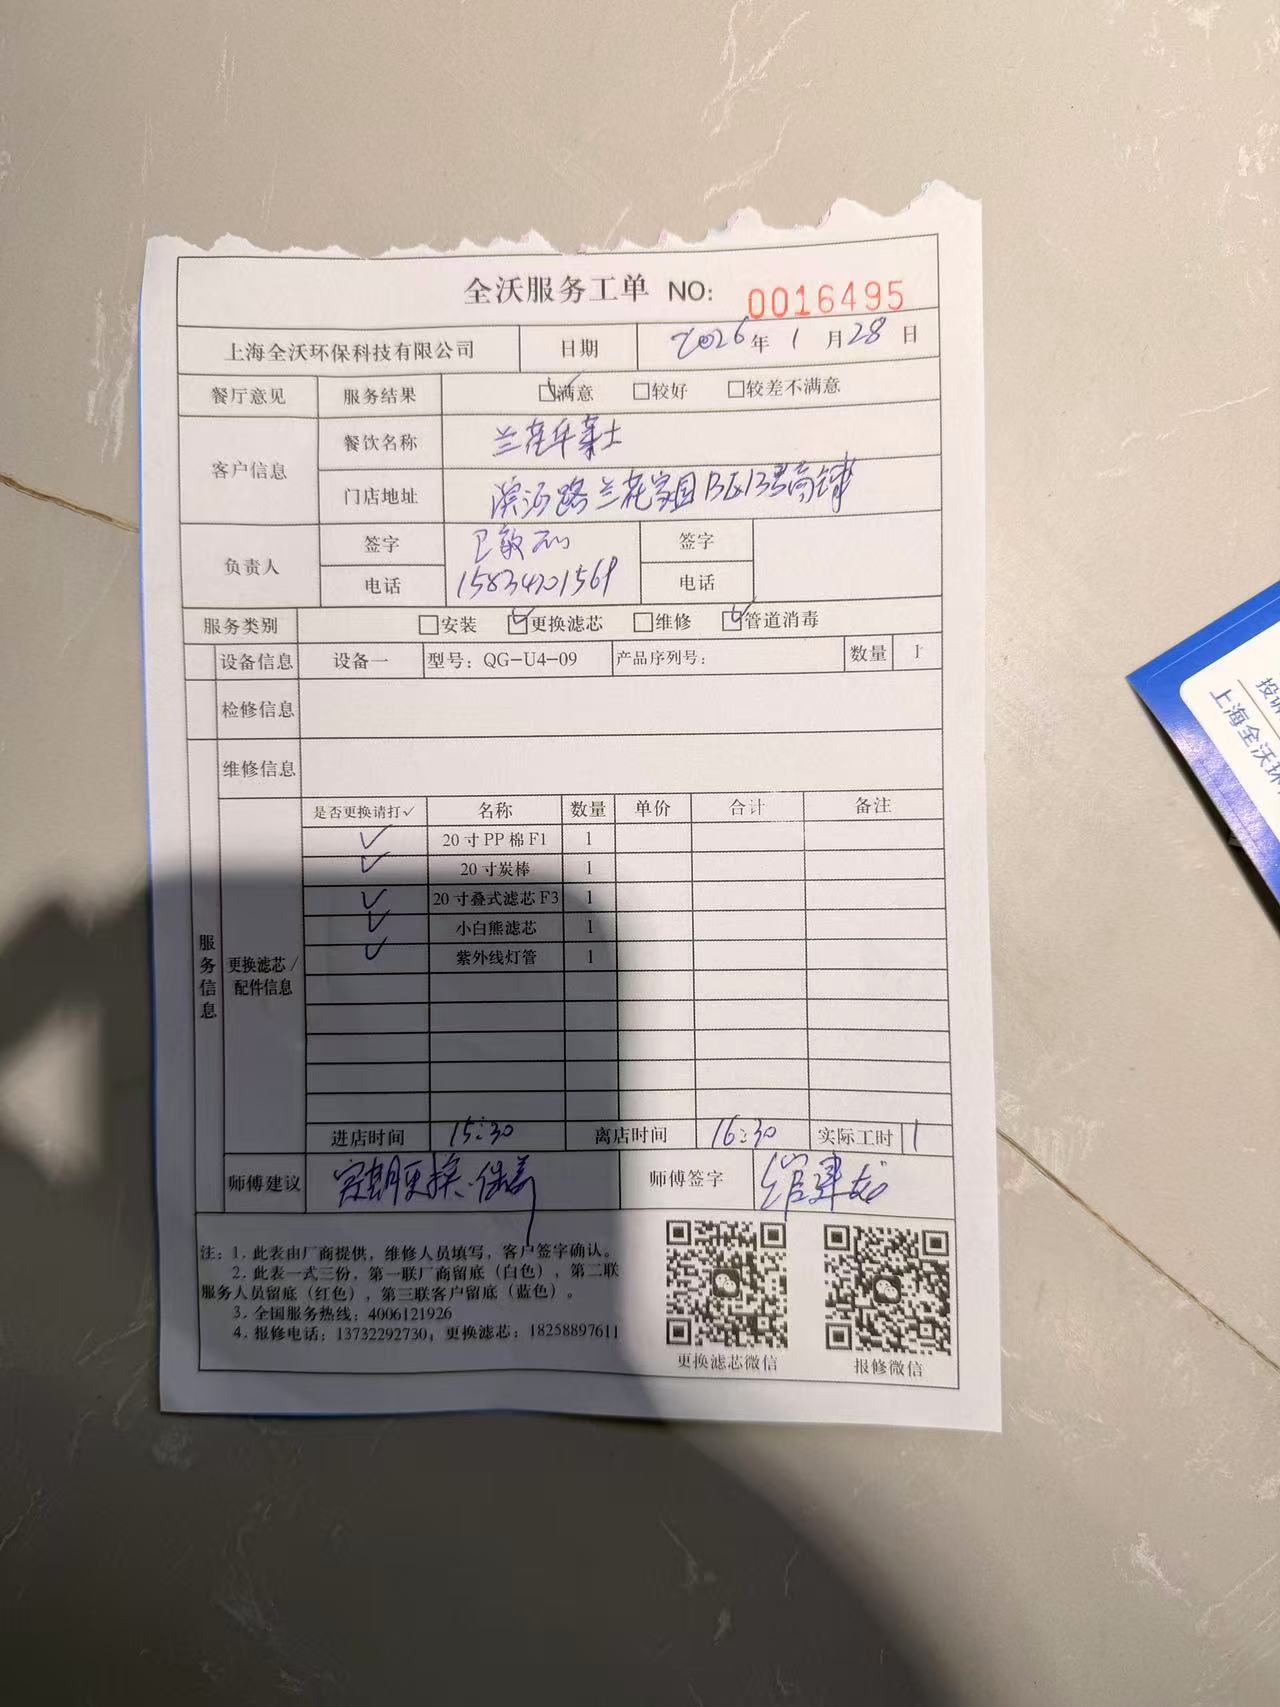 全沃服务工单 NO: 0016495
上海全沃环保科技有限公司 日期 2026年1月28日
餐厅意见 服务结果 □满意 □较好 □较差不满意
客户信息 餐饮名称 兰花
门店地址 滨河路兰花家园B区13号商铺
负责人 签字 签字
电话 15834201569 电话
服务类别 □安装 □更换滤芯 □维修 □管道消毒
设备信息 设备一 型号: QG-U4-09 产品序列号: 数量 1
检修信息
维修信息
服务信息
更换滤芯/
配件信息
是否更换请打✓ 名称 数量 单价 合计 备注
✓ 20寸PP棉F1 1
✓ 20寸炭棒 1
✓ 20寸叠式滤芯F3 1
✓ 小白熊滤芯 1
✓ 紫外线灯管 1
进店时间 15:30 离店时间 16:30 实际工时 1
师傅建议 定期更换、保养 师傅签字
注: 1. 此表由厂商提供, 维修人员填写, 客户签字确认。
2. 此表一式三份, 第一联厂商留底(白色), 第二联
服务人员留底(红色), 第三联客户留底(蓝色)。
3. 全国服务热线: 4006121926
4. 报修电话: 13732292730; 更换滤芯: 18258897611
更换滤芯微信 报修微信
投诉
上海全沃环